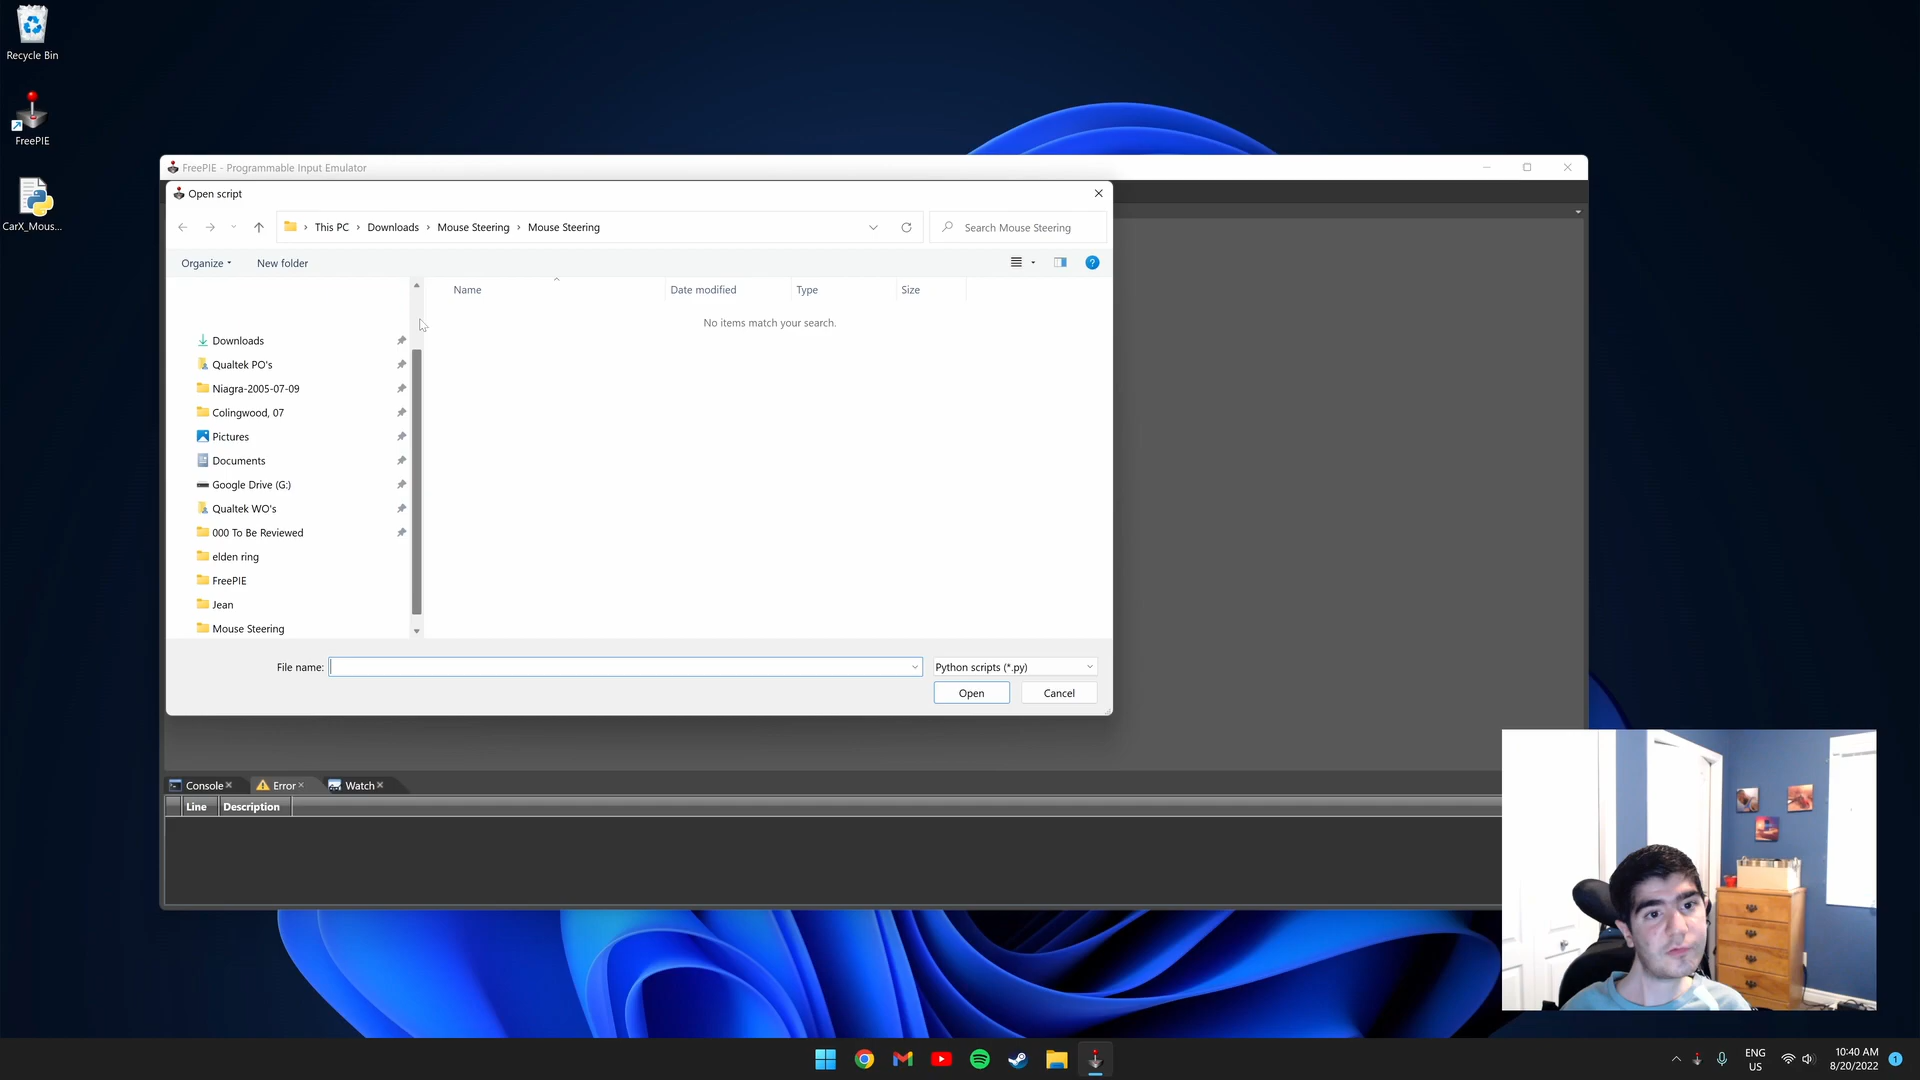 Recycle Bin
FreePIE
CarX_Mous...
FreePIE - Programmable Input Emulator
Open script
This PC > Downloads > Mouse Steering > Mouse Steering
Search Mouse Steering
Organize
New folder
Name
Date modified
Type
Size
No items match your search.
Downloads
Qualtek PO's
Niagra-2005-07-09
Colingwood, 07
Pictures
Documents
Google Drive (G:)
Qualtek WO's
000 To Be Reviewed
elden ring
FreePIE
Jean
Mouse Steering
File name:
Python scripts (*.py)
Open
Cancel
Console
Error
Watch
Line
Description
ENG
US
10:40 AM
8/20/2022
1